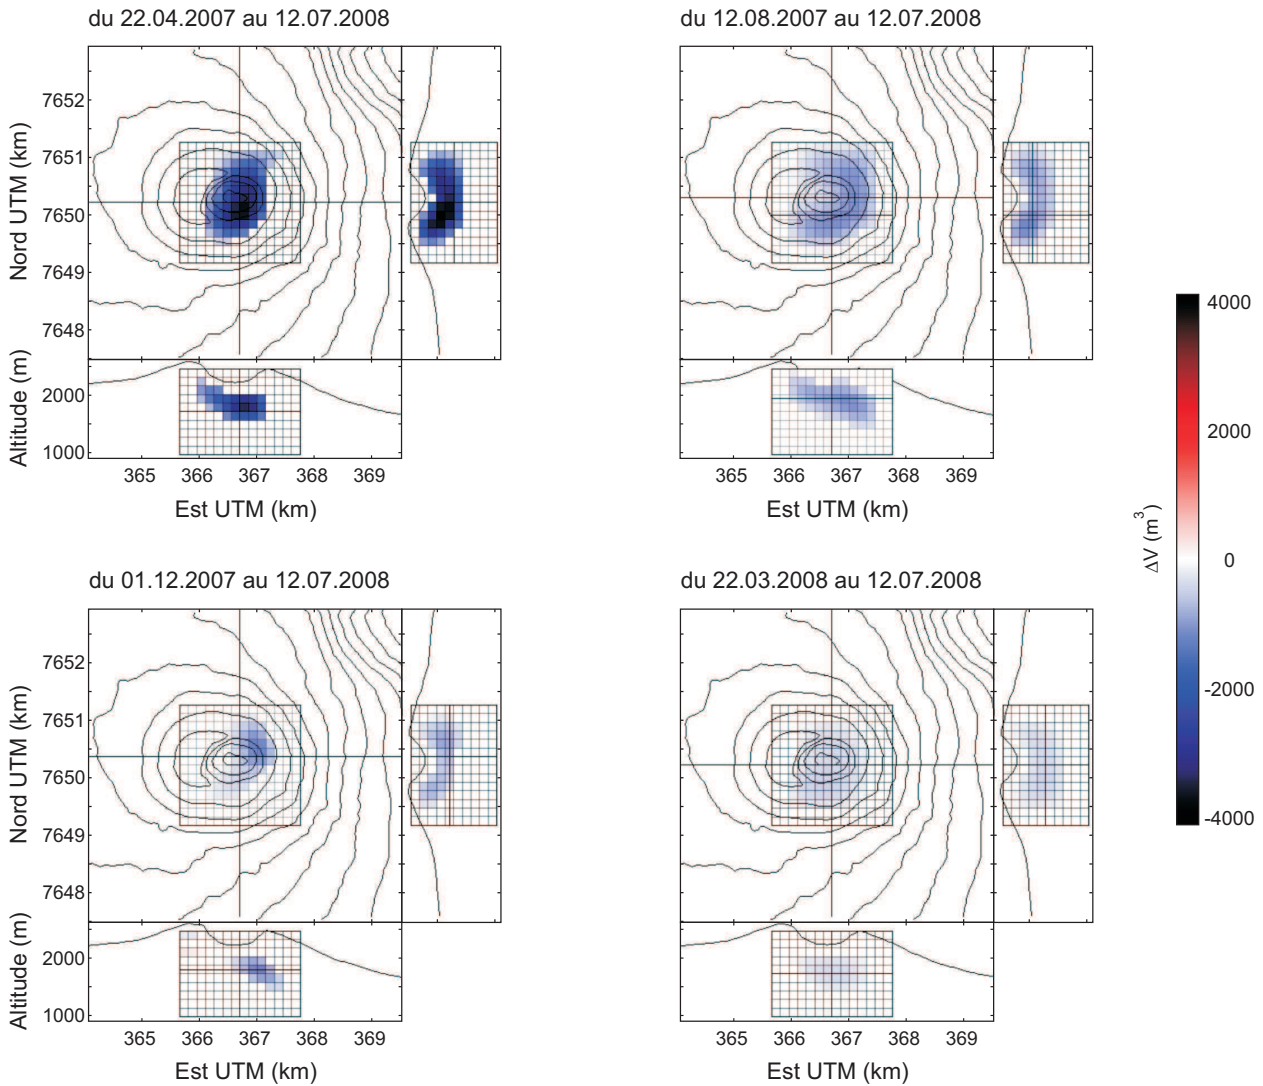 du 22.04.2007 au 12.07.2008
du 12.08.2007 au 12.07.2008
Nord UTM (km)
7652
7651
7650
7649
7648
Altitude (m)
2000
1000
365 366 367 368 369
Est UTM (km)
365 366 367 368 369
Est UTM (km)
du 01.12.2007 au 12.07.2008
du 22.03.2008 au 12.07.2008
Nord UTM (km)
7652
7651
7650
7649
7648
Altitude (m)
2000
1000
365 366 367 368 369
Est UTM (km)
365 366 367 368 369
Est UTM (km)
ΔV (m³)
4000
2000
0
-2000
-4000